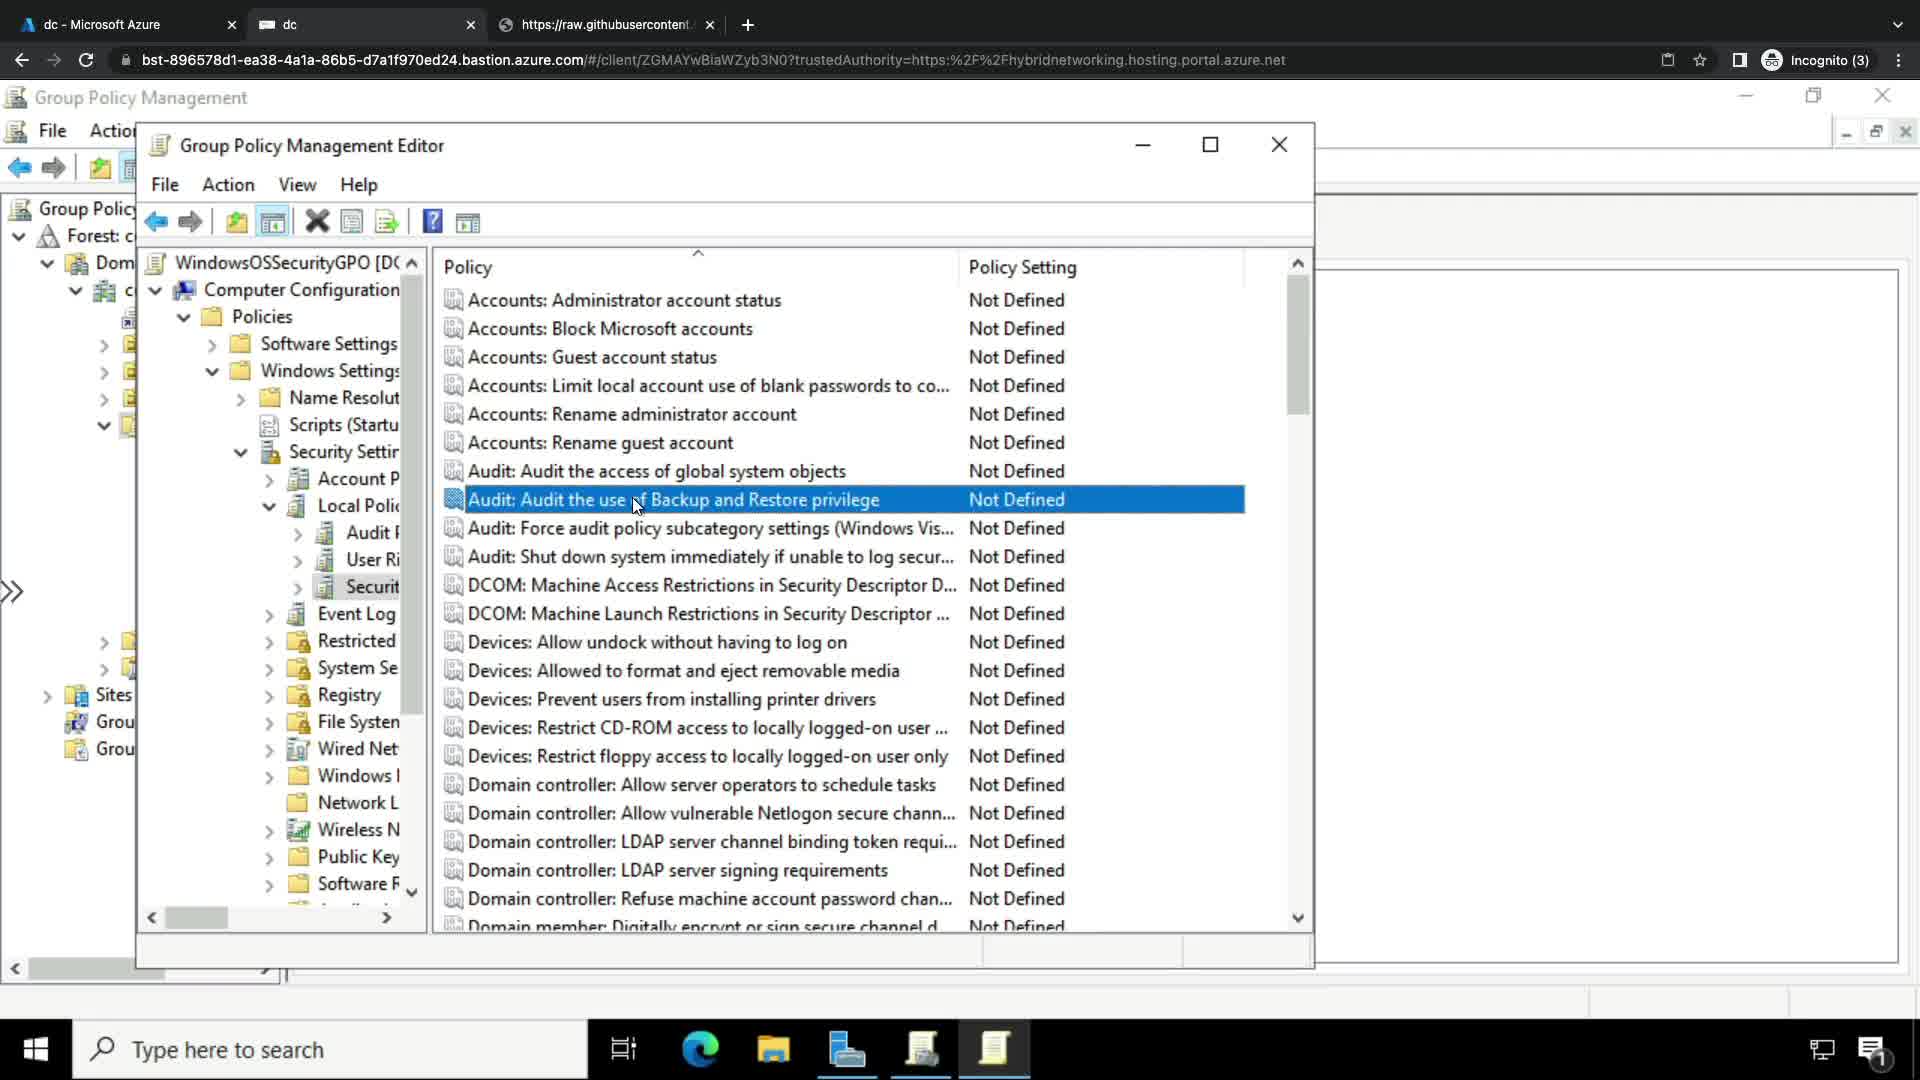 dc - Microsoft Azure
dc
https://raw.githubusercontent.
bst-896578d1-ea38-4a1a-86b5-d7a1f970ed24.bastion.azure.com/#/client/ZGMAYwBiaWZyb3N0?trustedAuthority=https:%2F%2Fhybridnetworking.hosting.portal.azure.net
Incognito (3)
Group Policy Management
File Action
Group Policy Management Editor
File Action View Help
Group Policy
Forest: c
Dom
c
Sites
Grou
Grou
WindowsOSSecurityGPO [DC
Computer Configuration
Policies
Software Settings
Windows Settings
Name Resolut
Scripts (Startu
Security Settin
Account P
Local Polic
Audit P
User Ri
Securit
Event Log
Restricted
System Se
Registry
File System
Wired Net
Windows
Network L
Wireless N
Public Key
Software R
Policy Policy Setting
Accounts: Administrator account status Not Defined
Accounts: Block Microsoft accounts Not Defined
Accounts: Guest account status Not Defined
Accounts: Limit local account use of blank passwords to co... Not Defined
Accounts: Rename administrator account Not Defined
Accounts: Rename guest account Not Defined
Audit: Audit the access of global system objects Not Defined
Audit: Audit the use of Backup and Restore privilege Not Defined
Audit: Force audit policy subcategory settings (Windows Vis... Not Defined
Audit: Shut down system immediately if unable to log secur... Not Defined
DCOM: Machine Access Restrictions in Security Descriptor D... Not Defined
DCOM: Machine Launch Restrictions in Security Descriptor ... Not Defined
Devices: Allow undock without having to log on Not Defined
Devices: Allowed to format and eject removable media Not Defined
Devices: Prevent users from installing printer drivers Not Defined
Devices: Restrict CD-ROM access to locally logged-on user ... Not Defined
Devices: Restrict floppy access to locally logged-on user only Not Defined
Domain controller: Allow server operators to schedule tasks Not Defined
Domain controller: Allow vulnerable Netlogon secure chann... Not Defined
Domain controller: LDAP server channel binding token requi... Not Defined
Domain controller: LDAP server signing requirements Not Defined
Domain controller: Refuse machine account password chan... Not Defined
Domain member: Digitally encrypt or sign secure channel d Not Defined
Type here to search
1